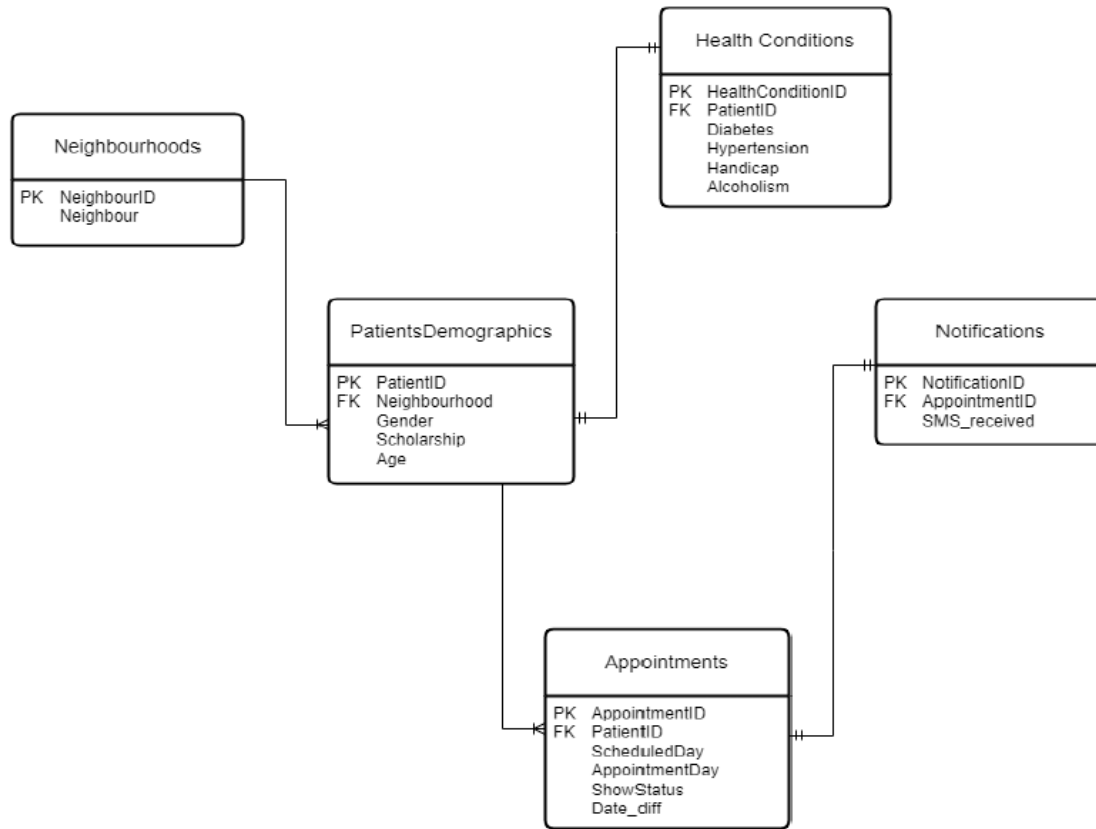 Health Conditions
PK HealthConditionID
FK PatientID
Diabetes
Hypertension
Handicap
Alcoholism
Neighbourhoods
PK NeighbourID
Neighbour
PatientsDemographics
PK PatientID
FK Neighbourhood
Gender
Scholarship
Age
Notifications
PK NotificationID
FK AppointmentID
SMS_received
Appointments
PK AppointmentID
FK PatientID
ScheduledDay
AppointmentDay
ShowStatus
Date_diff